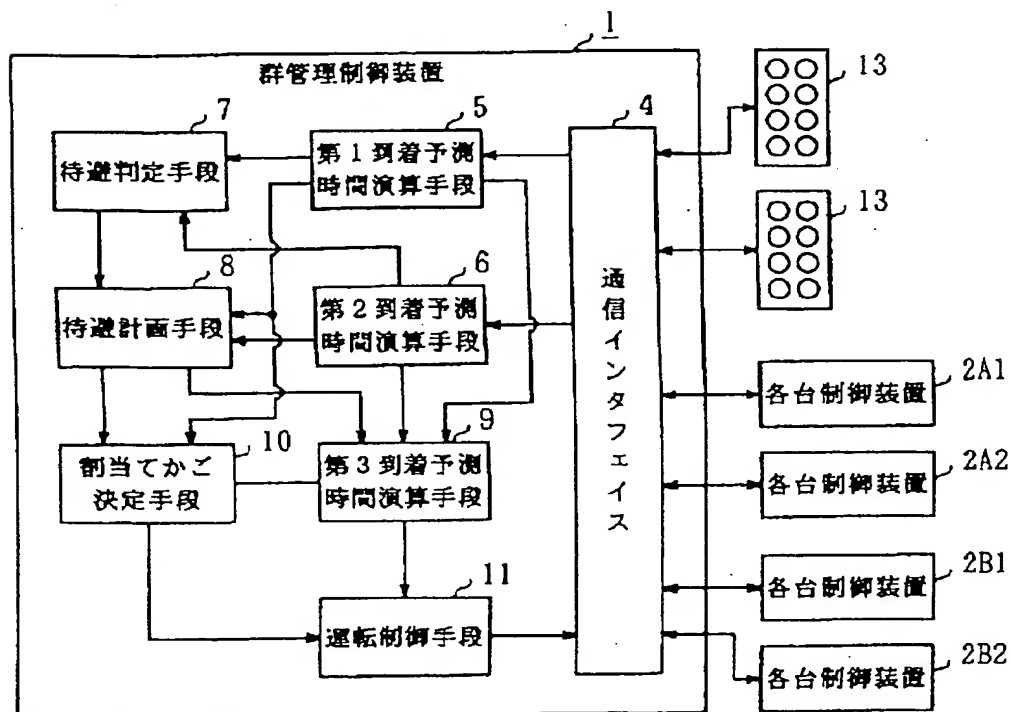 1
群管理制御装置
13
7
待避判定手段
5
第1到着予測
時間演算手段
4
通信インタフェイス
13
8
待避計画手段
6
第2到着予測
時間演算手段
10
割当てかご
決定手段
9
第3到着予測
時間演算手段
11
運転制御手段
各台制御装置
2A1
各台制御装置
2A2
各台制御装置
2B1
各台制御装置
2B2